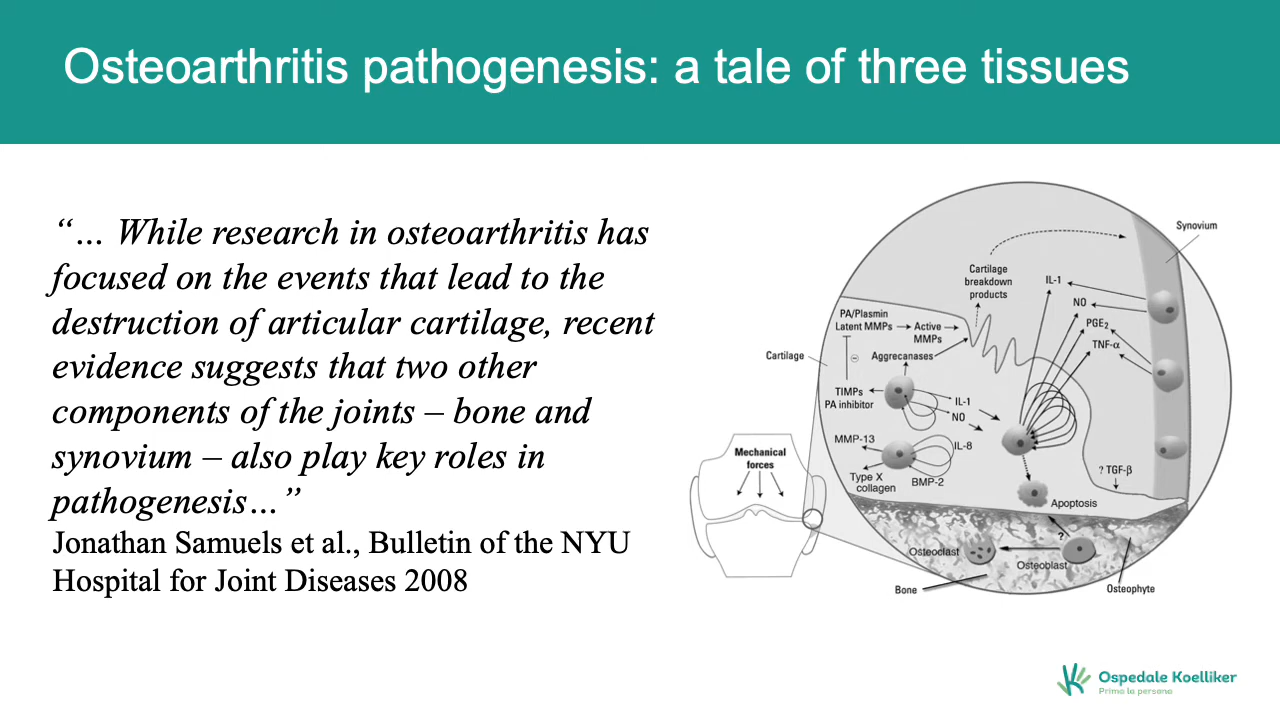 Osteoarthritis pathogenesis: a tale of three tissues
“… While research in osteoarthritis has
focused on the events that lead to the
destruction of articular cartilage, recent
evidence suggests that two other
components of the joints – bone and
synovium – also play key roles in
pathogenesis…”
Jonathan Samuels et al., Bulletin of the NYU
Hospital for Joint Diseases 2008
Synovium
Cartilage
breakdown
products
IL-1
NO
PGE2
TNF-α
PA/Plasmin
Latent MMPs
Active
MMPs
Cartilage
Aggrecanases
TIMPs
PA inhibitor
IL-1
NO
MMP-13
IL-8
Type X
collagen
BMP-2
Mechanical
forces
? TGF-β
Apoptosis
?
Osteoclast
Osteoblast
Bone
Osteophyte
Ospedale Koelliker
Prima la persona